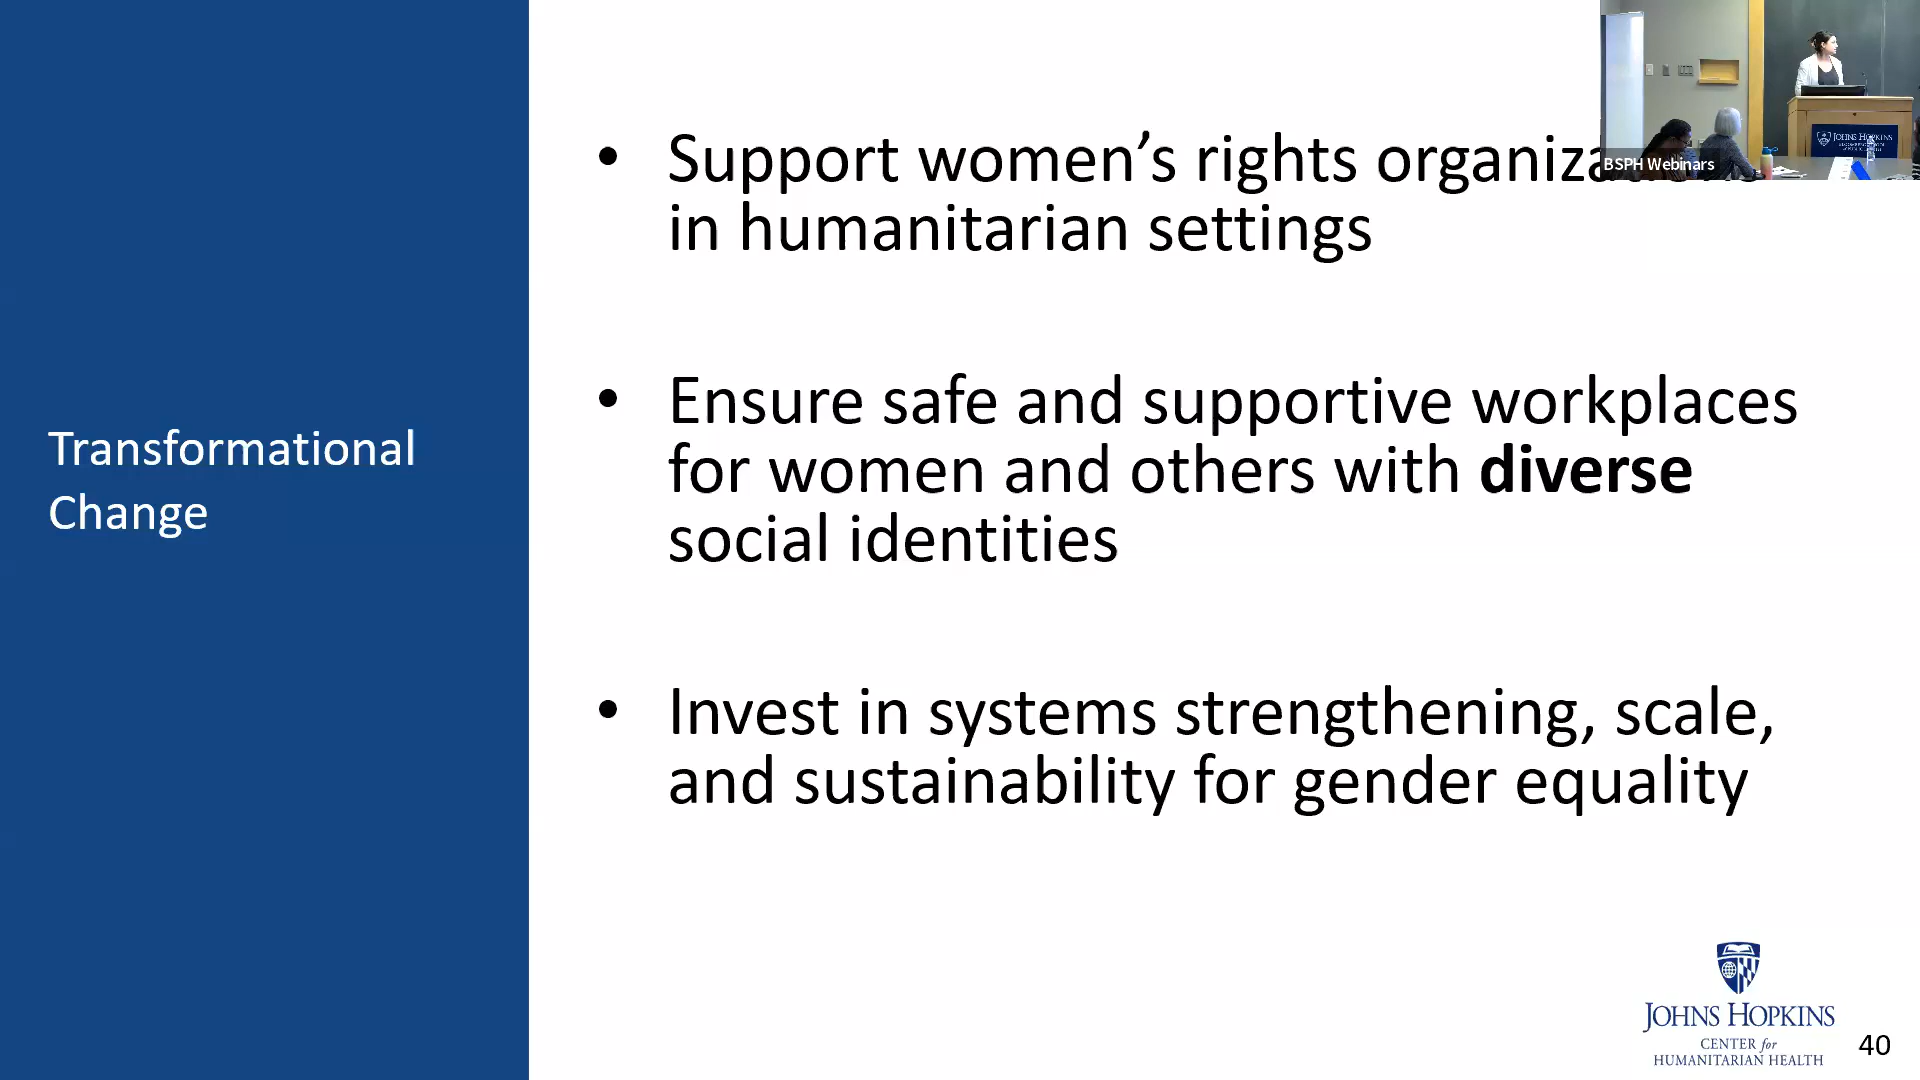 Transformational
Change
• Support women’s rights
in humanitarian settings
• Ensure safe and supportive workplaces
for women and others with diverse
social identities
• Invest in systems strengthening, scale,
and sustainability for gender equality
BSPH Webinars
JOHNS HOPKINS
JOHNS HOPKINS
CENTER for
HUMANITARIAN HEALTH
40